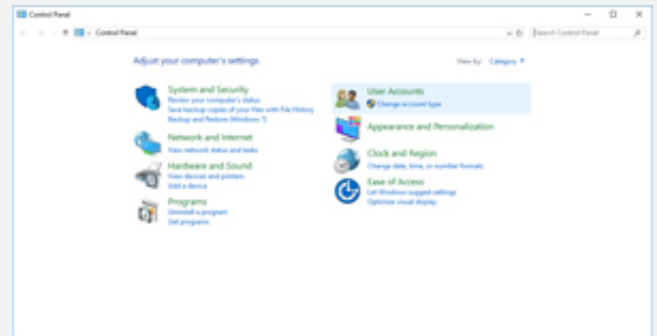 Control Panel
Control Panel
Search Control Panel
Adjust your computer's settings
View by: Category
System and Security
Review your computer's status
Save backup copies of your files with File History
Backup and Restore (Windows 7)
Network and Internet
View network status and tasks
Hardware and Sound
View devices and printers
Add a device
Programs
Uninstall a program
Get programs
User Accounts
Change account type
Appearance and Personalization
Clock and Region
Change date, time, or number formats
Ease of Access
Let Windows suggest settings
Optimize visual display